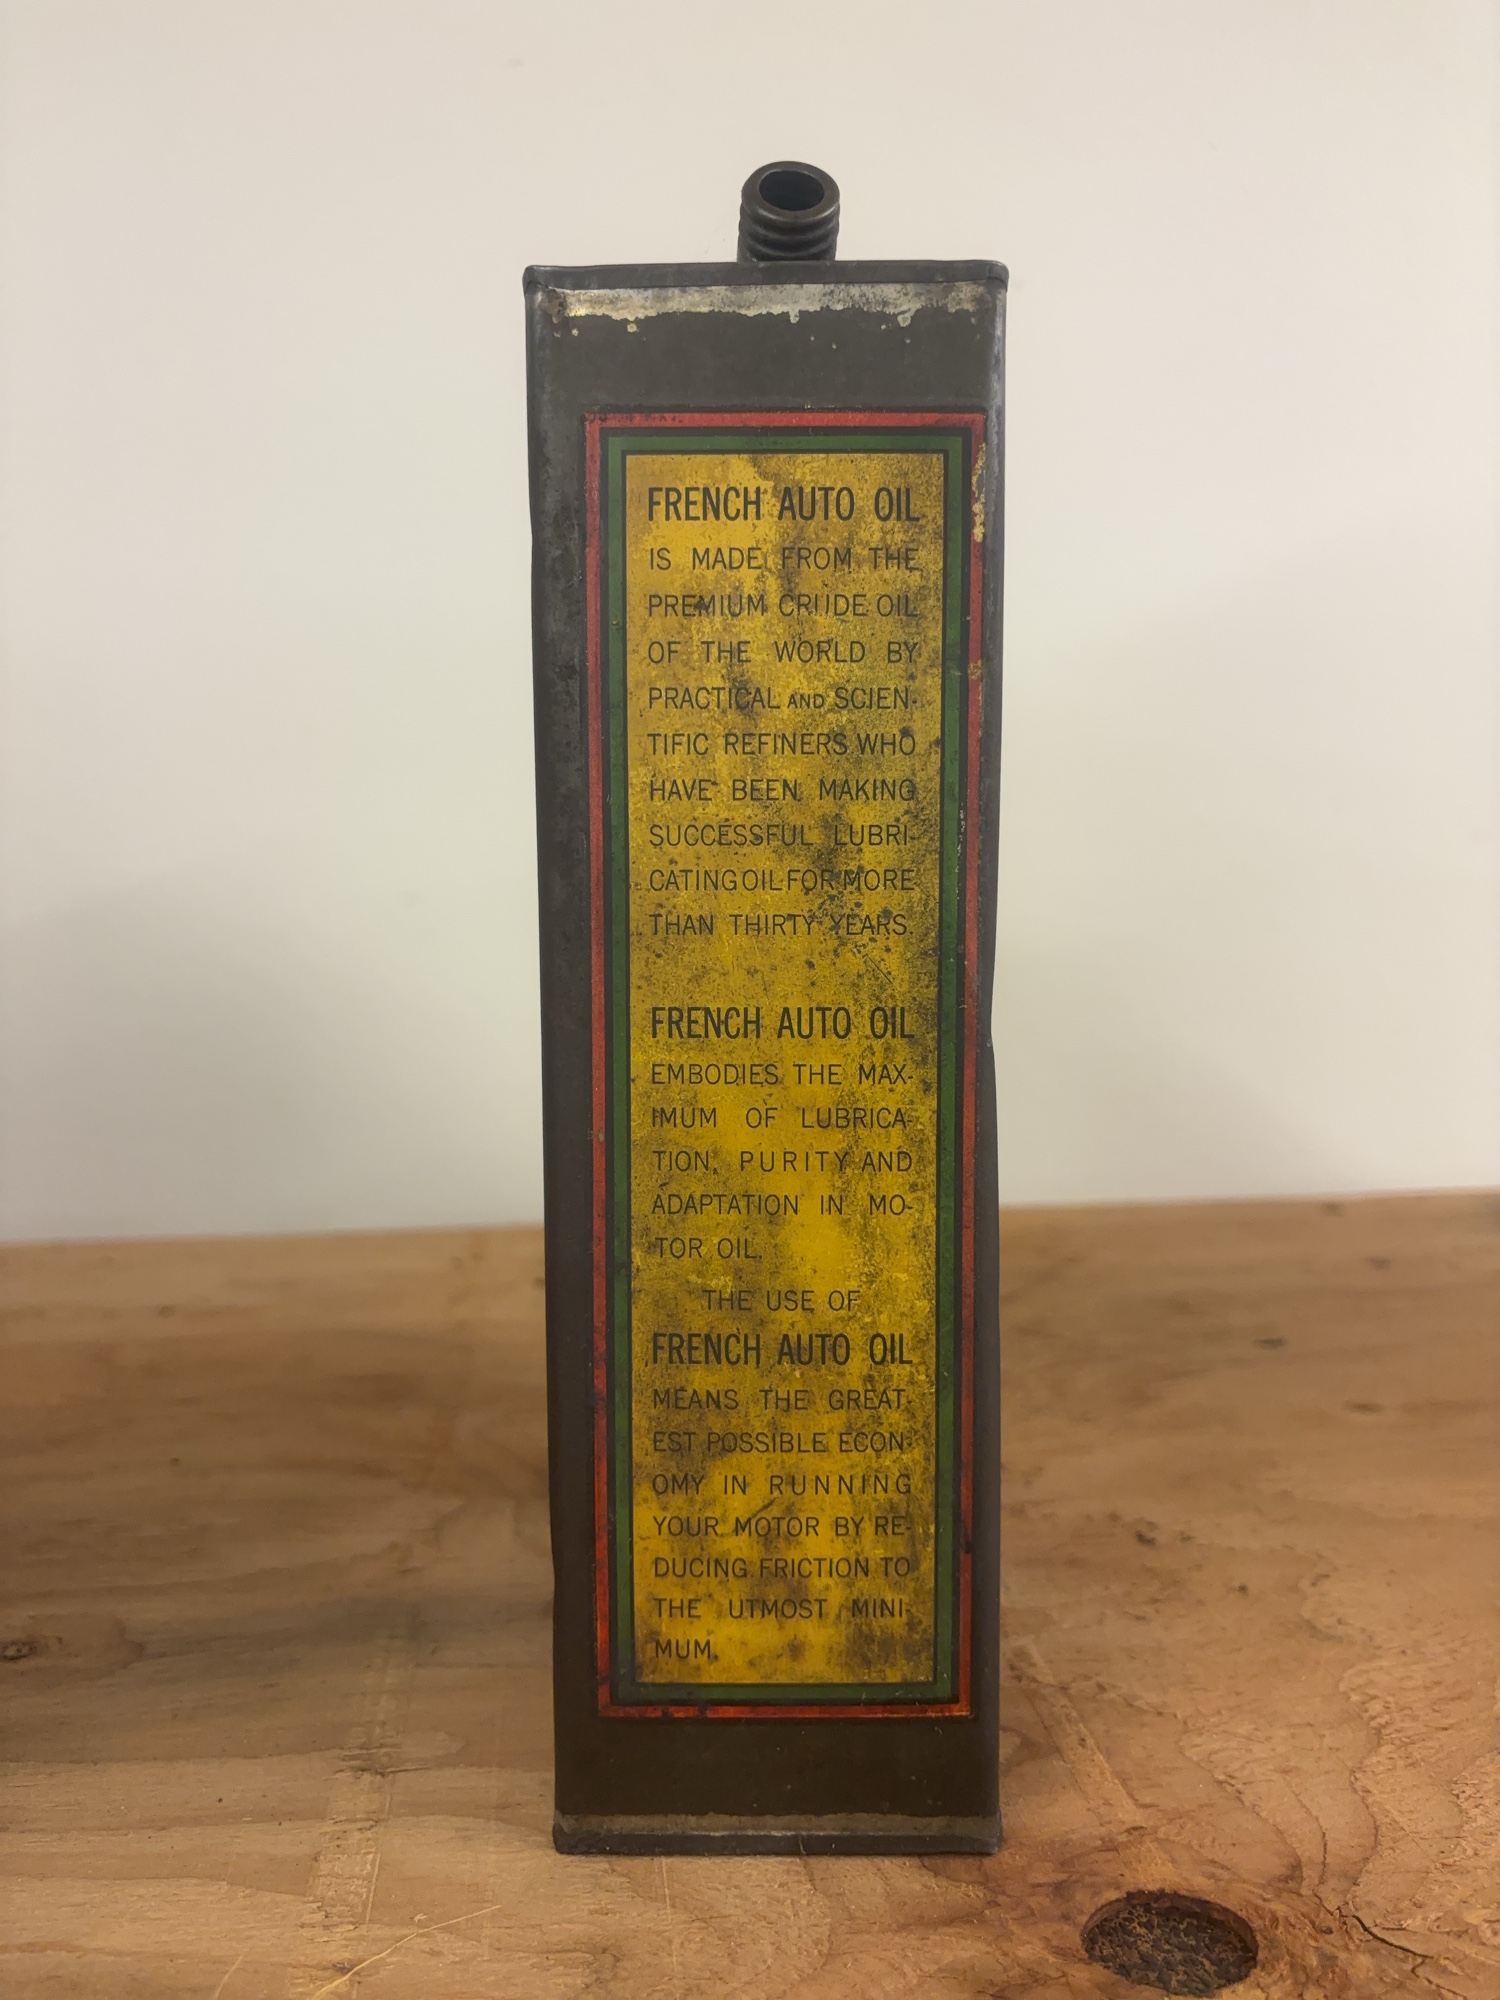 FRENCH AUTO OIL
IS MADE FROM THE
PREMIUM CRUDE OIL
OF THE WORLD BY
PRACTICAL AND SCIEN-
TIFIC REFINERS WHO
HAVE BEEN MAKING
SUCCESSFUL LUBRI-
CATING OIL FOR MORE
THAN THIRTY YEARS.
FRENCH AUTO OIL
EMBODIES THE MAX-
IMUM OF LUBRICA-
TION, PURITY AND
ADAPTATION IN MO-
TOR OIL.
THE USE OF
FRENCH AUTO OIL
MEANS THE GREAT-
EST POSSIBLE ECON-
OMY IN RUNNING
YOUR MOTOR BY RE-
DUCING FRICTION TO
THE UTMOST MINI-
MUM.